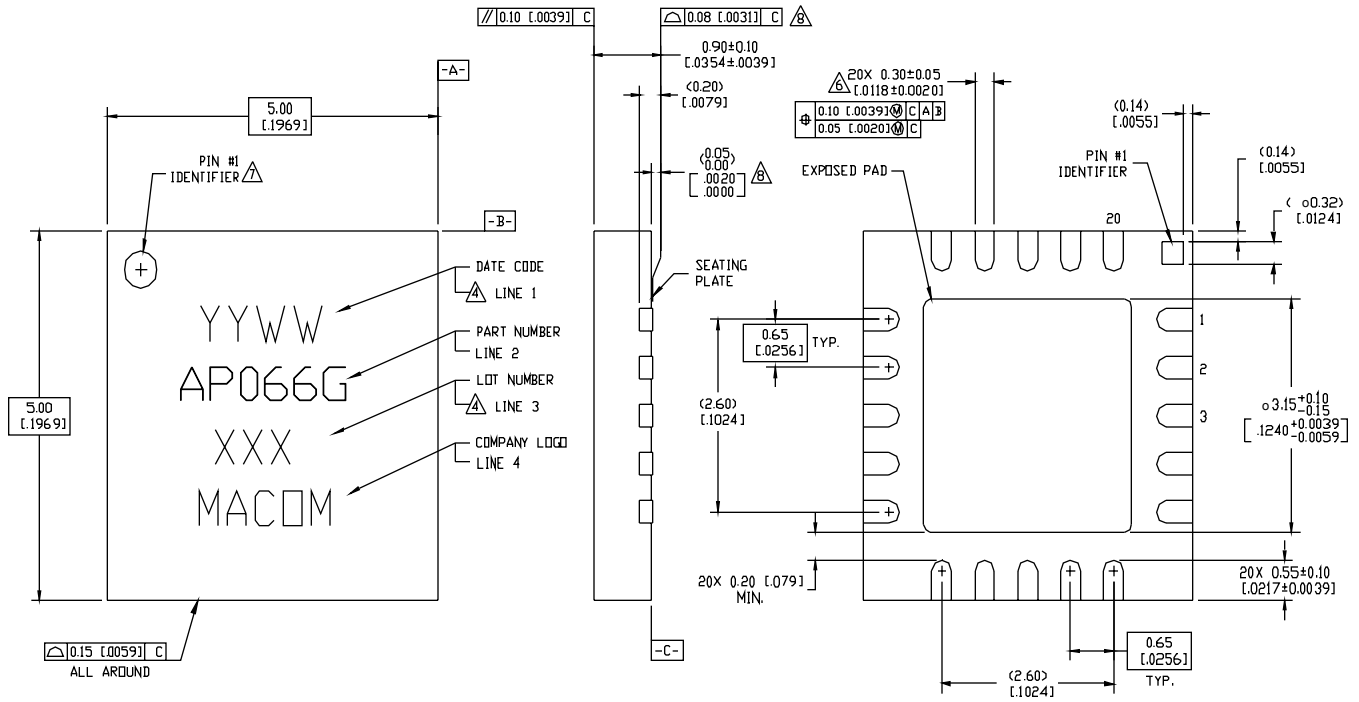 // 0.10 [.0039] C
⌓ 0.08 [.0031] C 8
0.90±0.10
[.0354±.0039]
-A-
(0.20)
[.0079]
6 20X 0.30±0.05
[.0118±0.0020]
⌖ 0.10 [.0039] Ⓜ C A B
0.05 [.0020] Ⓜ C
(0.14)
[.0055]
5.00
[.1969]
PIN #1
IDENTIFIER 7
(0.05
0.00)
[.0020
.0000] 8
EXPOSED PAD
PIN #1
IDENTIFIER
(0.14)
[.0055]
( □0.32)
[.0124]
-B-
20
DATE CODE
4 LINE 1
SEATING
PLATE
YYWW
PART NUMBER
LINE 2
0.65
[.0256]
TYP.
1
2
3
AP066G
LOT NUMBER
4 LINE 3
5.00
[.1969]
(2.60)
[.1024]
□3.15+0.10
-0.15
[.1240+0.0039
-0.0059]
XXX
COMPANY LOGO
LINE 4
MACOM
20X 0.20 [.079]
MIN.
20X 0.55±0.10
[.0217±0.0039]
⌓ 0.15 [.0059] C
ALL AROUND
-C-
0.65
[.0256]
TYP.
(2.60)
[.1024]